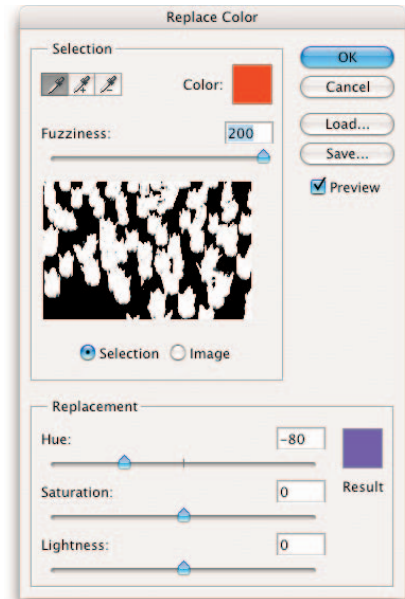 Replace Color
Selection
Color:
Fuzziness:
200
Selection
Image
OK
Cancel
Load...
Save...
Preview
Replacement
Hue:
-80
Saturation:
0
Result
Lightness:
0